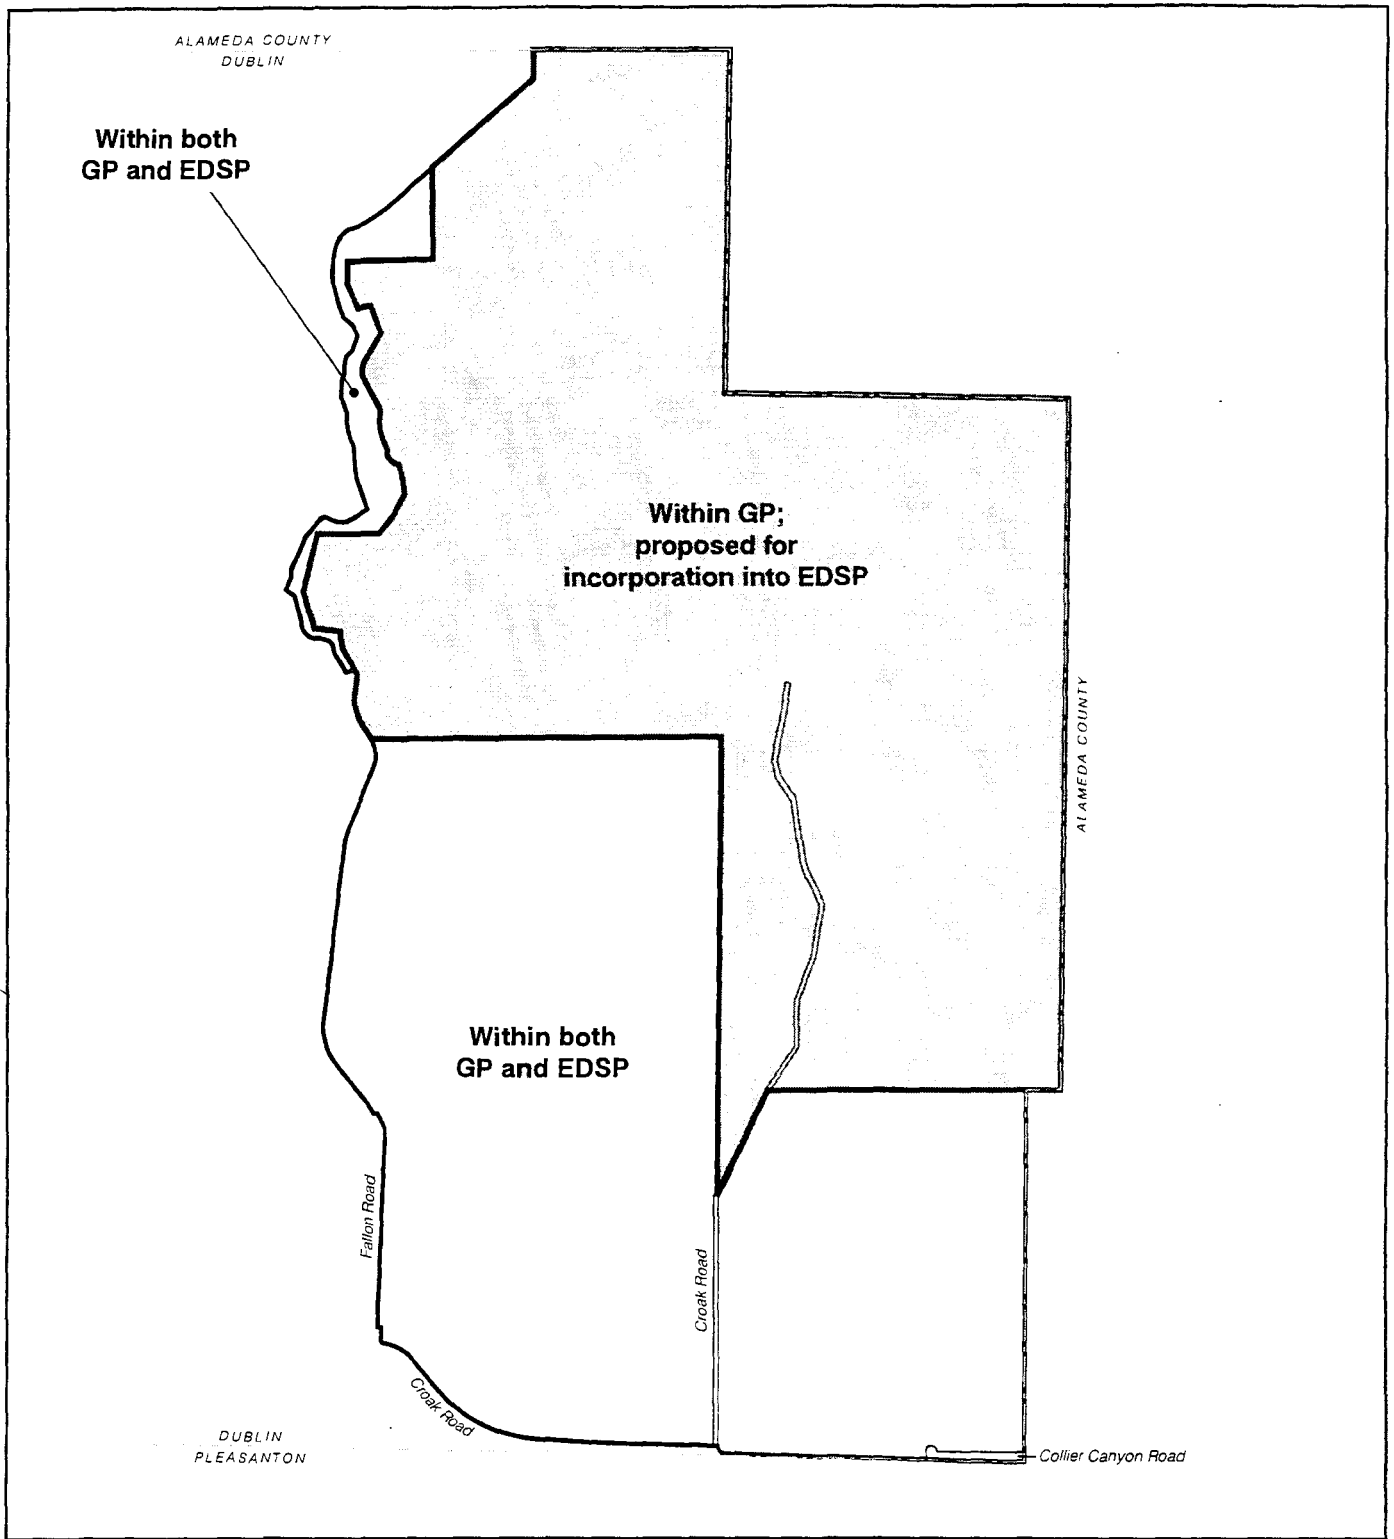 ALAMEDA COUNTY
DUBLIN
Within both
GP and EDSP
Within GP;
proposed for
incorporation into EDSP
ALAMEDA COUNTY
Within both
GP and EDSP
Fallon Road
Croak Road
Croak Road
DUBLIN
PLEASANTON
Collier Canyon Road